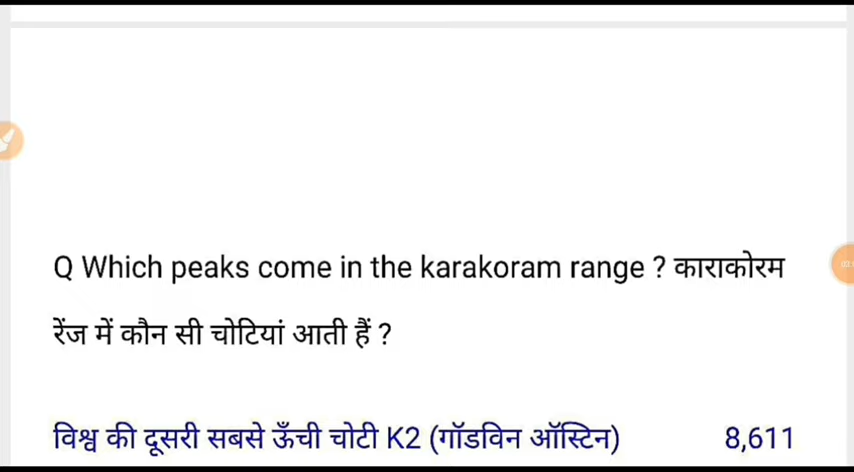 Q Which peaks come in the karakoram range ? काराकोरम
रेंज में कौन सी चोटियां आती हैं ?
विश्व की दूसरी सबसे ऊँची चोटी K2 (गॉडविन ऑस्टिन) 8,611